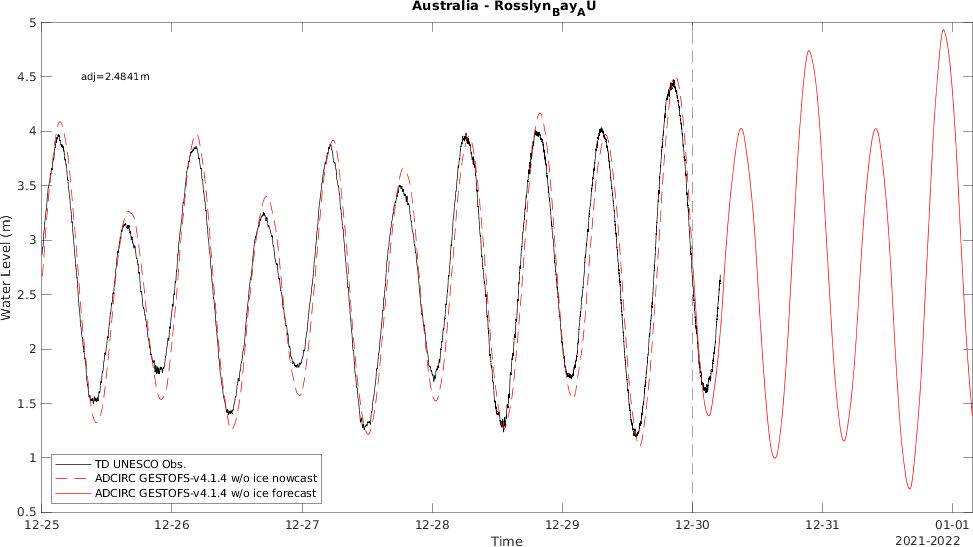 Australia - Rosslyn_Bay_AU
5
4.5
adj=2.4841m
4
3.5
3
2.5
2
1.5
1
0.5
Water Level (m)
TD UNESCO Obs.
ADCIRC GESTOFS-v4.1.4 w/o ice nowcast
ADCIRC GESTOFS-v4.1.4 w/o ice forecast
12-25 12-26 12-27 12-28 12-29 12-30 12-31 01-01
Time
2021-2022